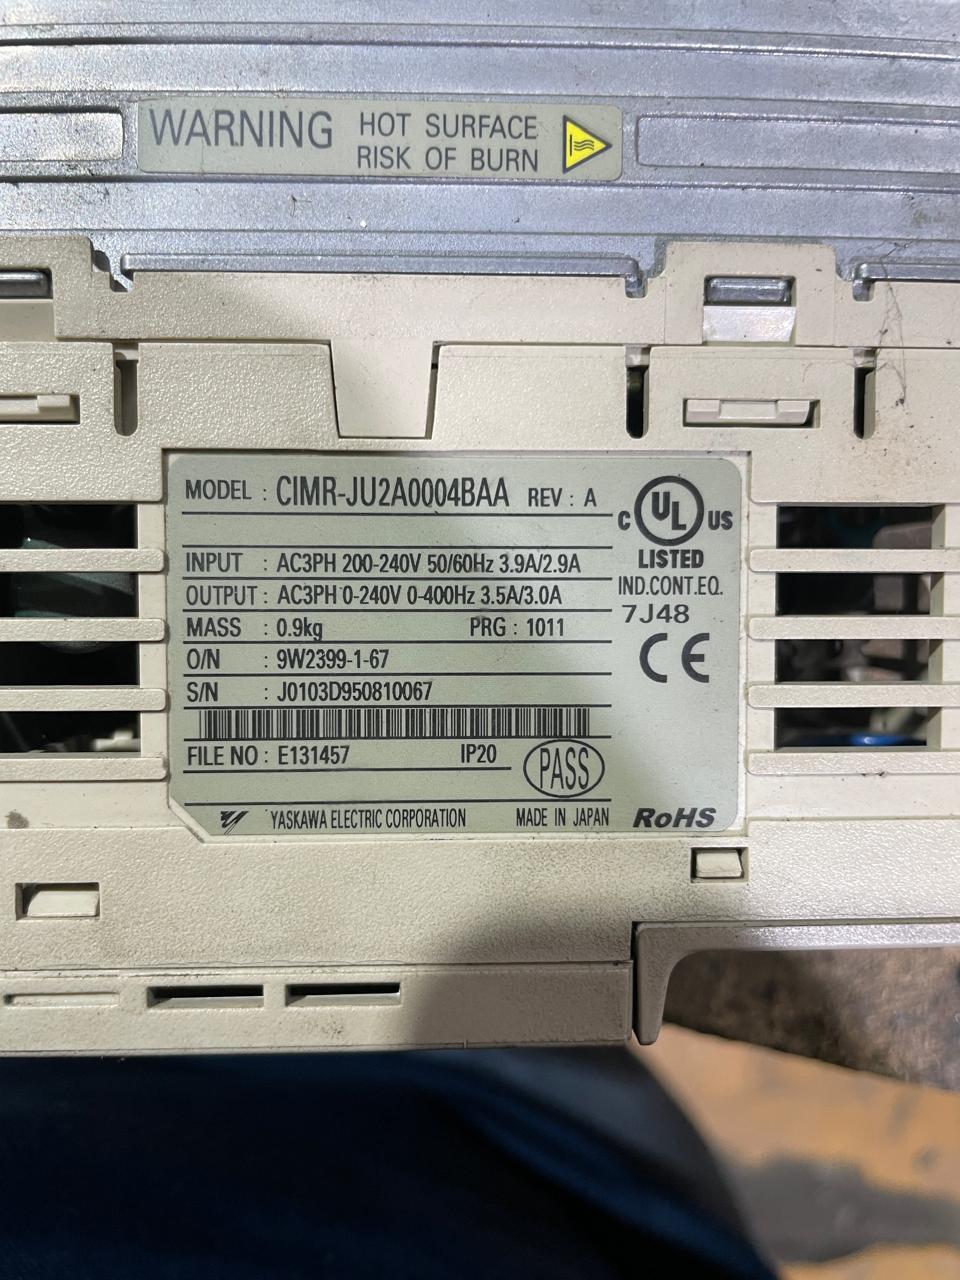 WARNING HOT SURFACE
RISK OF BURN
MODEL : CIMR-JU2A0004BAA REV : A
C UL US
LISTED
IND.CONT.EQ.
7J48
CE
INPUT : AC3PH 200-240V 50/60Hz 3.9A/2.9A
OUTPUT : AC3PH 0-240V 0-400Hz 3.5A/3.0A
MASS : 0.9kg PRG : 1011
O/N : 9W2399-1-67
S/N : J0103D950810067
FILE NO : E131457 IP20
PASS
YASKAWA ELECTRIC CORPORATION MADE IN JAPAN RoHS